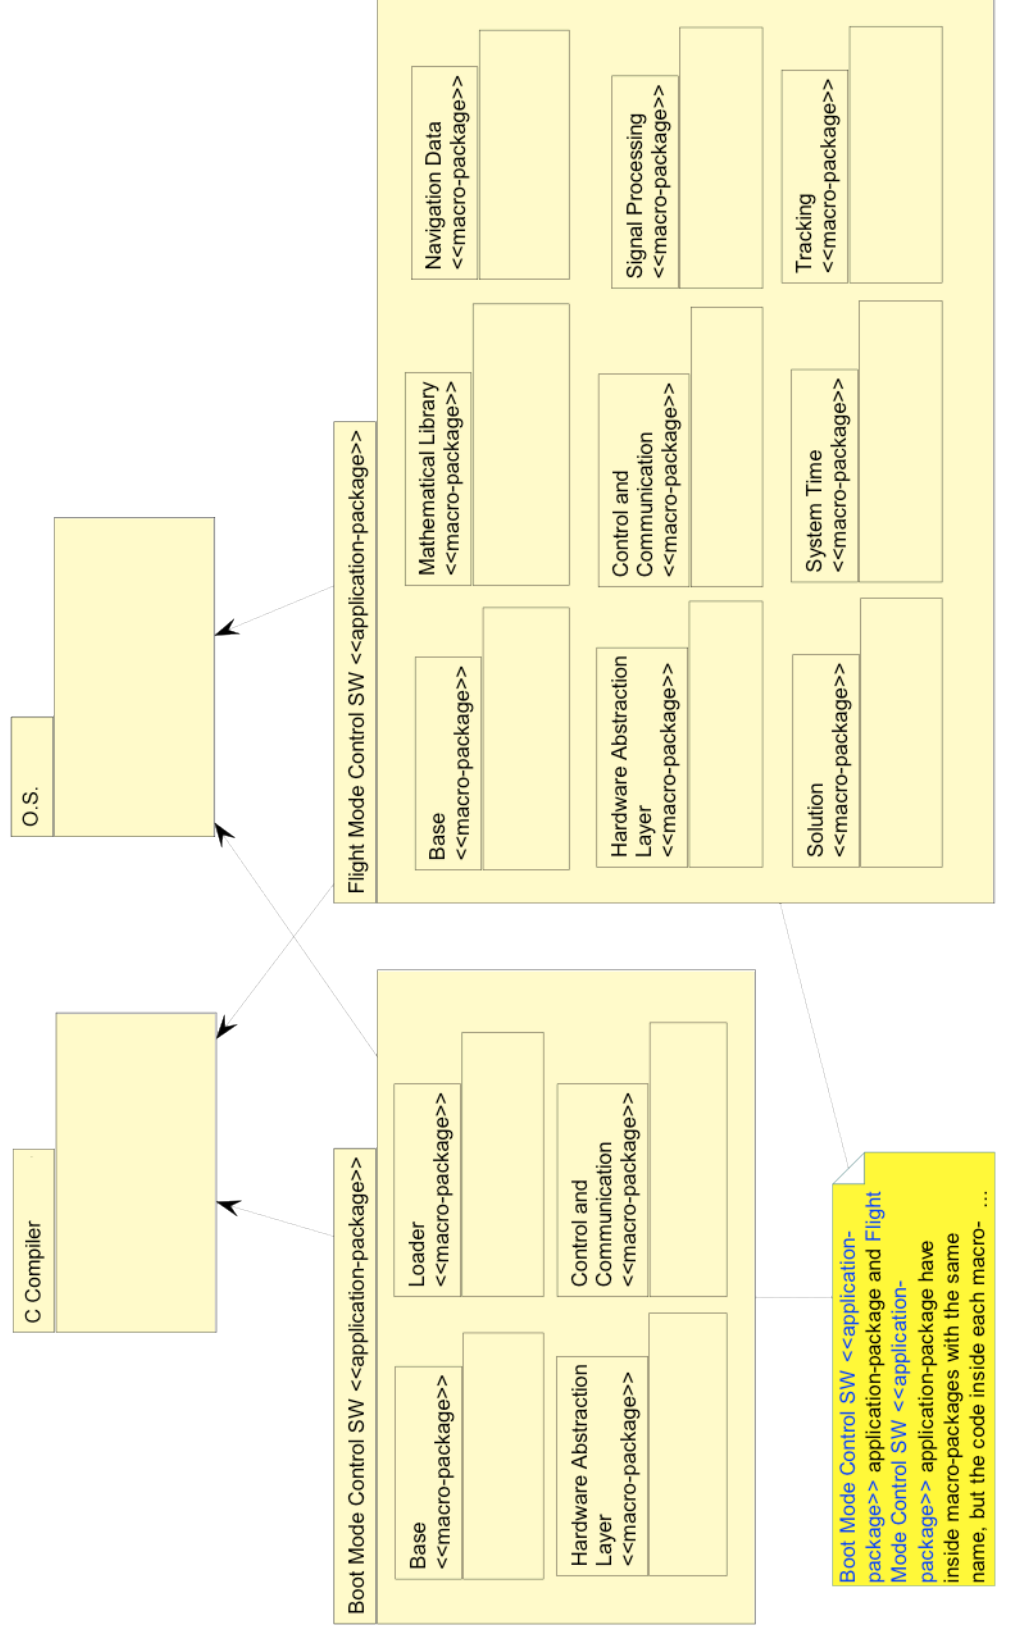 C Compiler
O.S.
Boot Mode Control SW <<application-package>>
Base
<<macro-package>>
Loader
<<macro-package>>
Hardware Abstraction
Layer
<<macro-package>>
Control and
Communication
<<macro-package>>
Flight Mode Control SW <<application-package>>
Base
<<macro-package>>
Mathematical Library
<<macro-package>>
Navigation Data
<<macro-package>>
Hardware Abstraction
Layer
<<macro-package>>
Control and
Communication
<<macro-package>>
Signal Processing
<<macro-package>>
Solution
<<macro-package>>
System Time
<<macro-package>>
Tracking
<<macro-package>>
Boot Mode Control SW <<application-
package>> application-package and Flight
Mode Control SW <<application-
package>> application-package have
inside macro-packages with the same
name, but the code inside each macro- ...